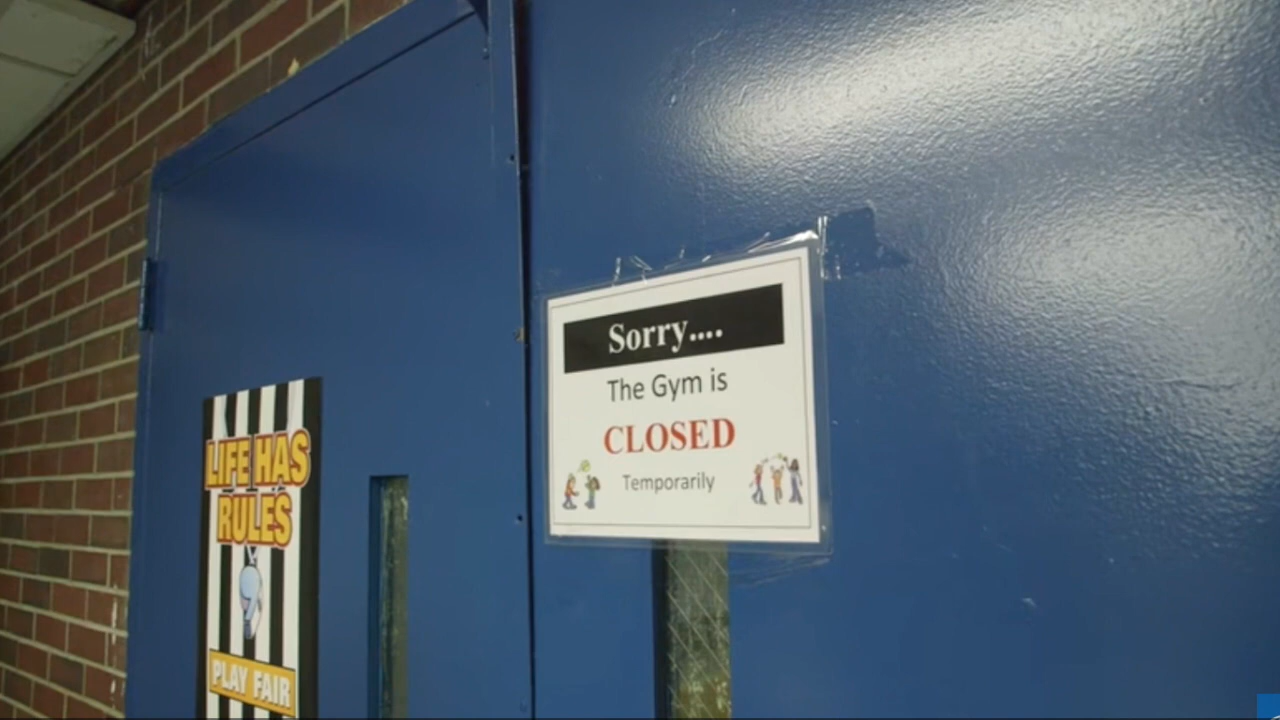 Sorry....
The Gym is
CLOSED
Temporarily
LIFE HAS
RULES
PLAY FAIR